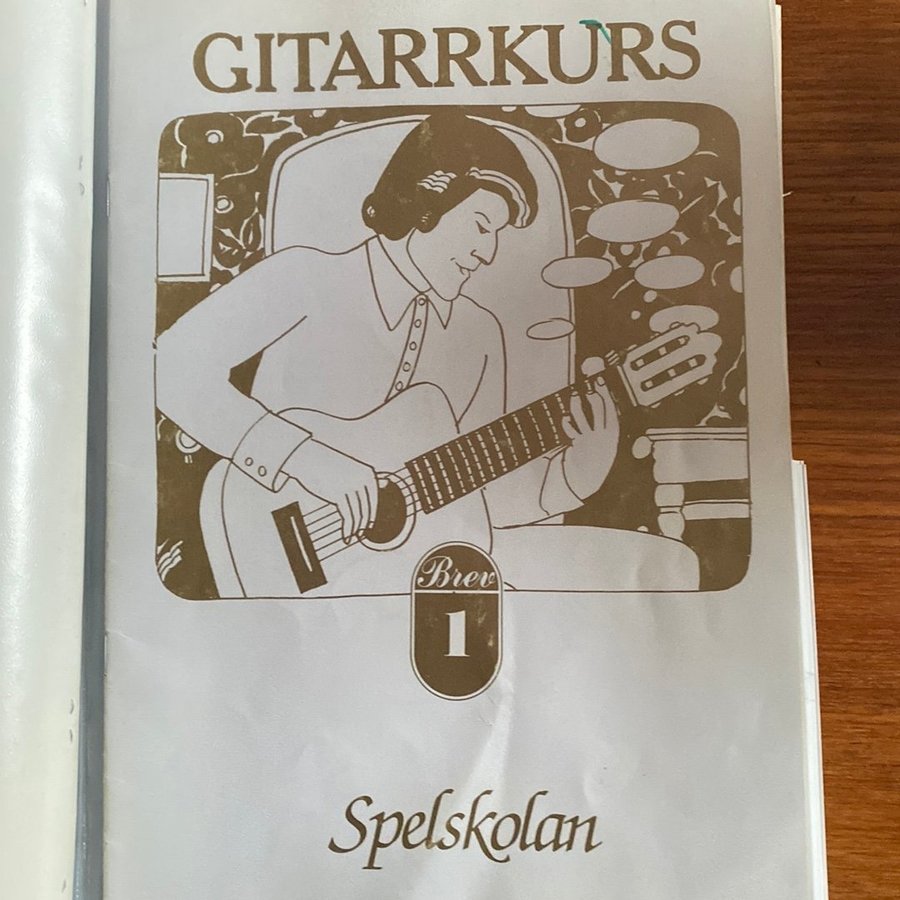 GITARRKURS
Brev
1
Spelskolan